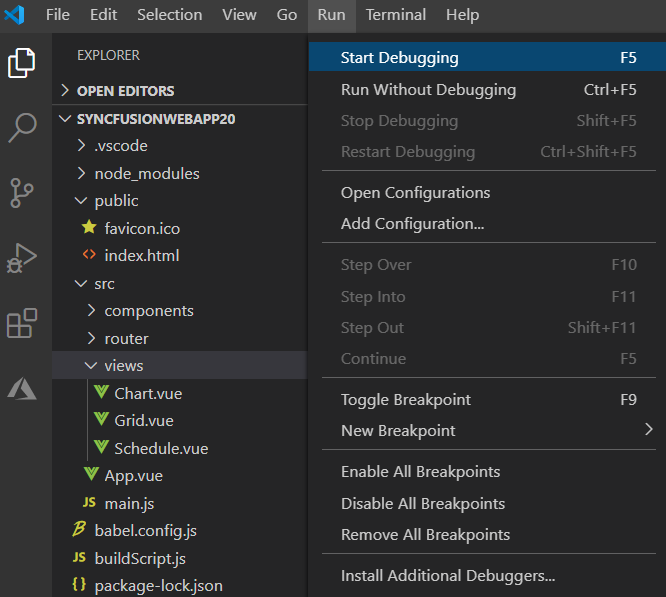 File Edit Selection View Go Run Terminal Help
EXPLORER
OPEN EDITORS
SYNCFUSIONWEBAPP20
.vscode
node_modules
public
favicon.ico
<> index.html
src
components
router
views
Chart.vue
Grid.vue
Schedule.vue
App.vue
JS main.js
babel.config.js
JS buildScript.js
{} package-lock.json
Start Debugging F5
Run Without Debugging Ctrl+F5
Stop Debugging Shift+F5
Restart Debugging Ctrl+Shift+F5
Open Configurations
Add Configuration...
Step Over F10
Step Into F11
Step Out Shift+F11
Continue F5
Toggle Breakpoint F9
New Breakpoint
Enable All Breakpoints
Disable All Breakpoints
Remove All Breakpoints
Install Additional Debuggers...